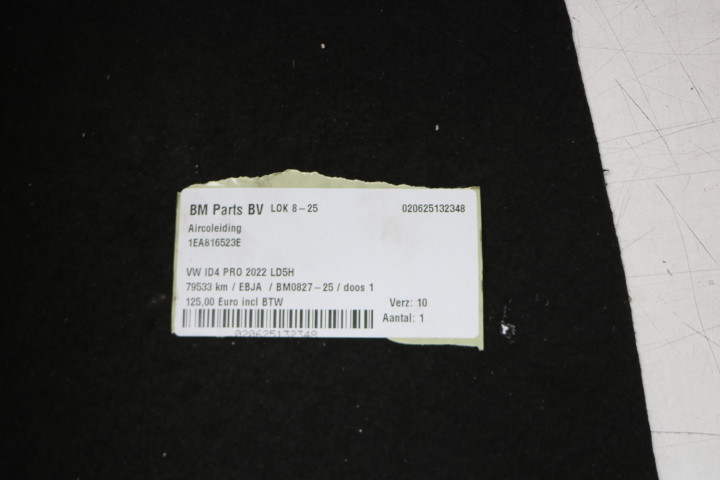 BM Parts BV LOK 8-25 020625132348
Aircoleiding
1EA816523E
VW ID4 PRO 2022 LD5H
79533 km / EBJA / BM0827-25 / doos 1
125,00 Euro incl BTW Verz: 10
Aantal: 1
020625132348